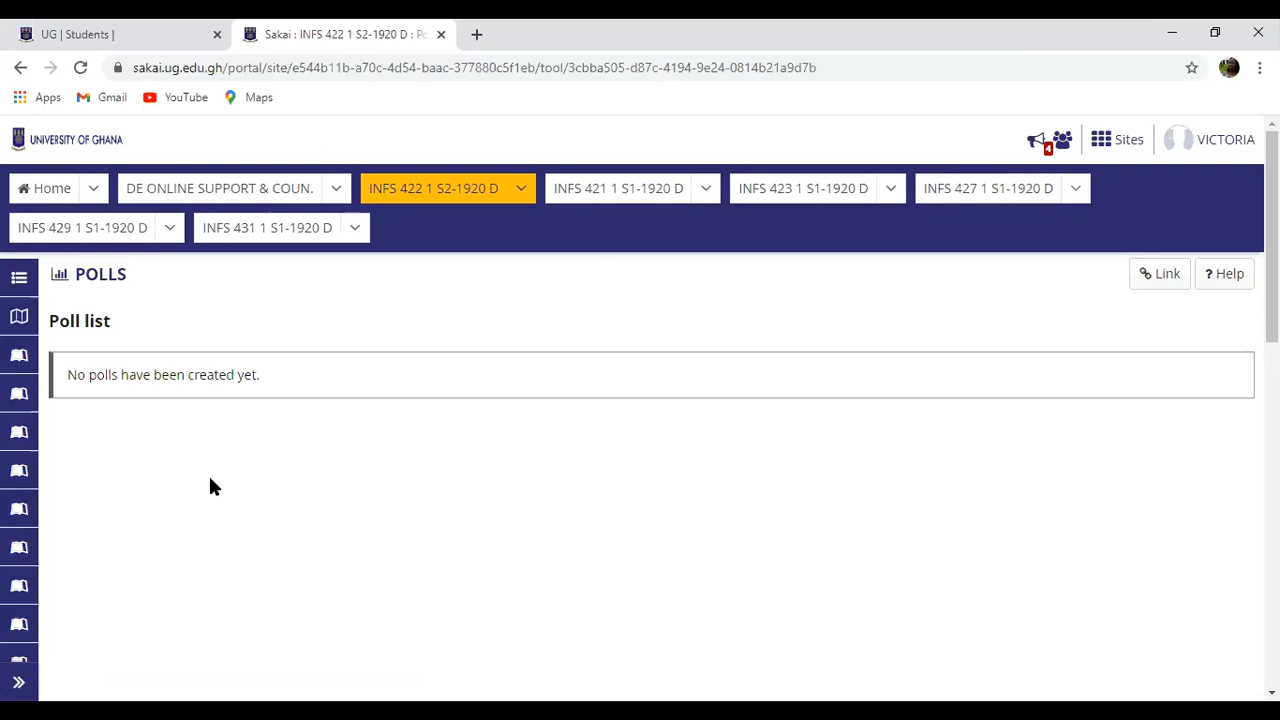 UG | Students |
Sakai : INFS 422 1 S2-1920 D : Po
sakai.ug.edu.gh/portal/site/e544b11b-a70c-4d54-baac-377880c5f1eb/tool/3cbba505-d87c-4194-9e24-0814b21a9d7b
Apps Gmail YouTube Maps
UNIVERSITY OF GHANA
4 Sites VICTORIA
Home DE ONLINE SUPPORT & COUN. INFS 422 1 S2-1920 D INFS 421 1 S1-1920 D INFS 423 1 S1-1920 D INFS 427 1 S1-1920 D
INFS 429 1 S1-1920 D INFS 431 1 S1-1920 D
POLLS Link ? Help
Poll list
No polls have been created yet.